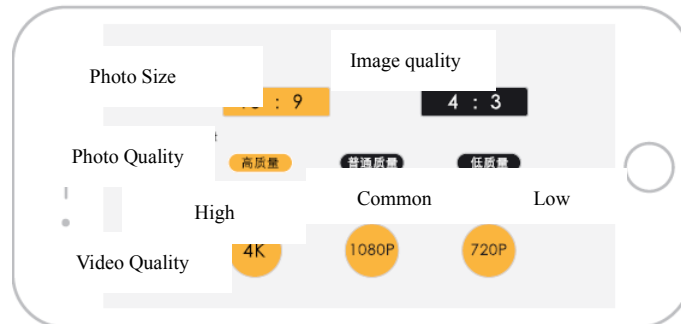 Image quality
Photo Size
: 9
4 : 3
Photo Quality
高质量 普通质量 低质量
High Common Low
4K 1080P 720P
Video Quality